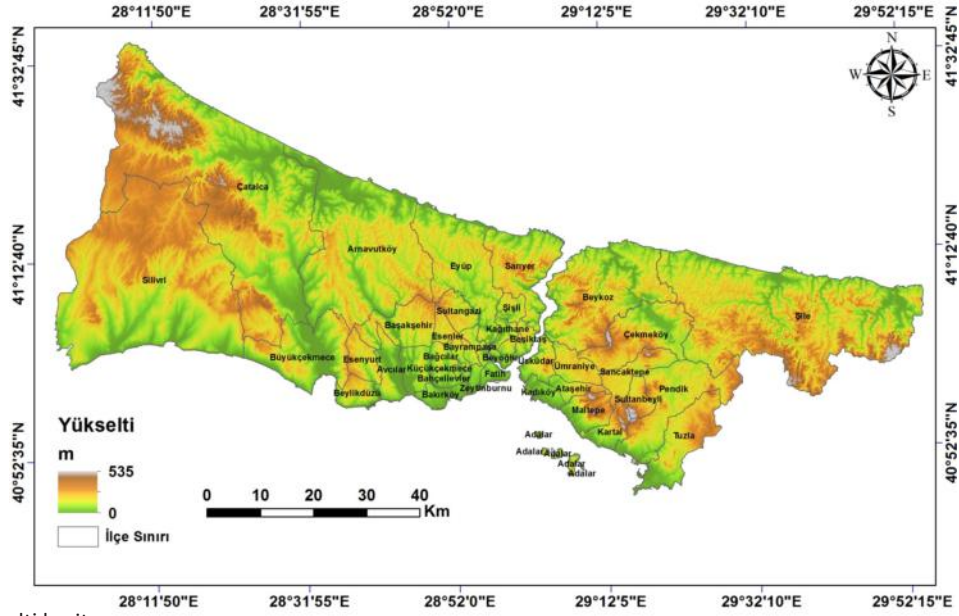 28°11'50"E 28°31'55"E 28°52'0"E 29°12'5"E 29°32'10"E 29°52'15"E
41°32'45"N 41°32'45"N
N
W E
S
Çatalca
Arnavutköy
Eyüp Sarıyer
Silivri
Beykoz
Sultangazi Şişli
Şile
Başakşehir Kağıthane
Çekmeköy
Esenler Beşiktaş
Bayrampaşa
Büyükçekmece Esenyurt Bağcılar Beyoğlu Üsküdar
Avcılar Küçükçekmece Ümraniye Sancaktepe
Bahçelievler Fatih
Beylikdüzü Bakırköy Zeytinburnu Kadıköy Ataşehir Sultanbeyli Pendik
Maltepe
Kartal Tuzla
Adalar
Adalar Adalar
Adalar
Adalar
41°12'40"N 41°12'40"N
40°52'35"N 40°52'35"N
Yükselti
m
535
0
İlçe Sınırı
0 10 20 30 40
Km
28°11'50"E 28°31'55"E 28°52'0"E 29°12'5"E 29°32'10"E 29°52'15"E